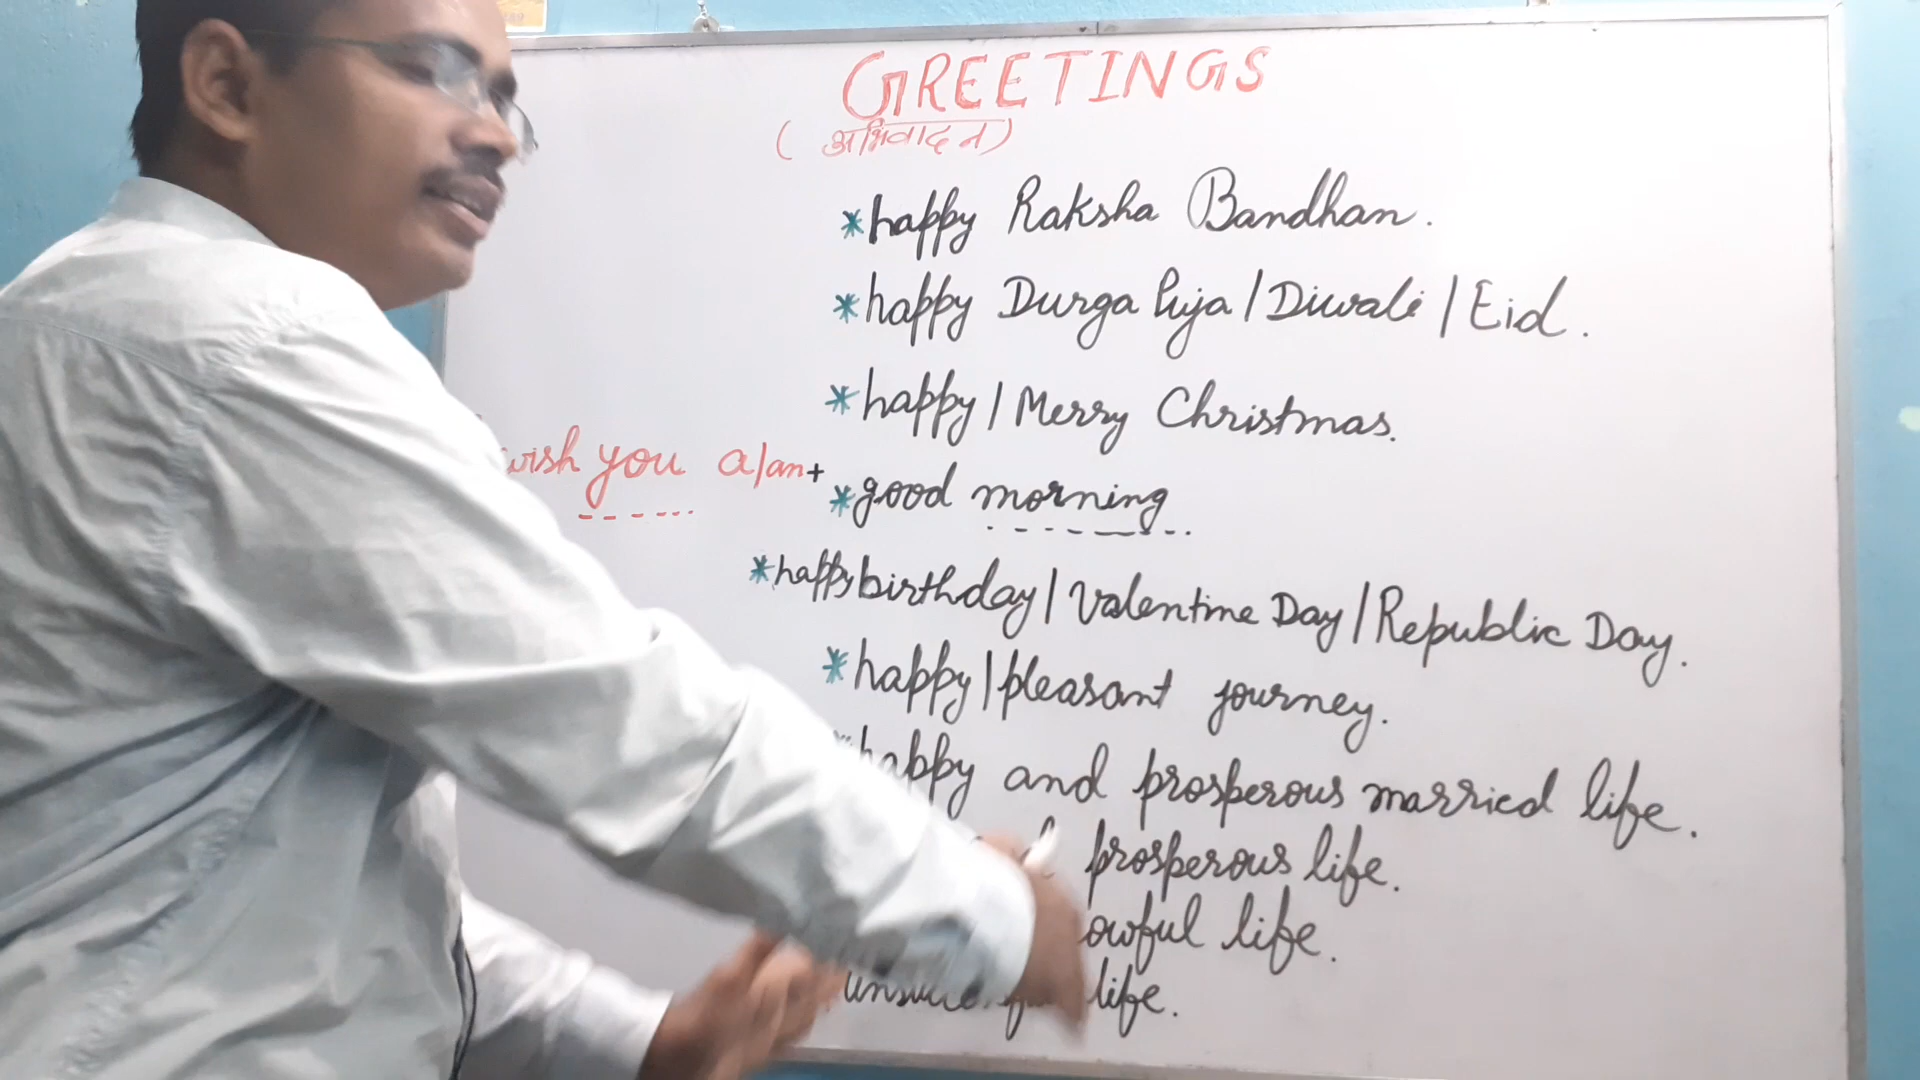 GREETINGS
(अभिवादन)
*happy Raksha Bandhan.
*happy Durga Puja/Diwali/Eid.
*happy/Merry Christmas.
wish you a/an+
*good morning
*happy birthday/Valentine Day/Republic Day.
*happy/pleasant journey.
*happy and prosperous married life.
prosperous life.
life.
life.